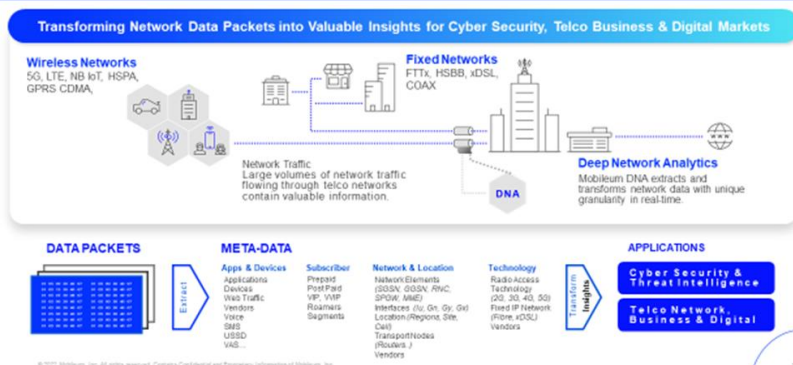 Transforming Network Data Packets into Valuable Insights for Cyber Security, Telco Business & Digital Markets
Wireless Networks
5G, LTE, NB IoT, HSPA,
GPRS CDMA,
Fixed Networks
FTTx, HSBB, xDSL,
COAX
Network Traffic
Large volumes of network traffic
flowing through telco networks
contain valuable information.
DNA
WWW
Deep Network Analytics
Mobileum DNA extracts and
transforms network data with unique
granularity in real-time.
DATA PACKETS
Extract
META-DATA
Apps & Devices
Applications
Devices
Web Traffic
Vendors
Voice
SMS
USSD
VAS...
Subscriber
Prepaid
Post Paid
VIP, VVIP
Roamers
Segments
Network & Location
Network Elements
(SGSN, GGSN, RNC,
SPGW, MME)
Interfaces (Iu, Gn, Gy, Gx)
Location (Regions, Site,
Cell)
Transport Nodes
(Routers..)
Vendors
Technology
Radio Access
Technology
(2G, 3G, 4G, 5G)
Fixed IP Network
(Fibre, xDSL)
Vendors
Transform
Insights
APPLICATIONS
Cyber Security &
Threat Intelligence
Telco Network,
Business & Digital